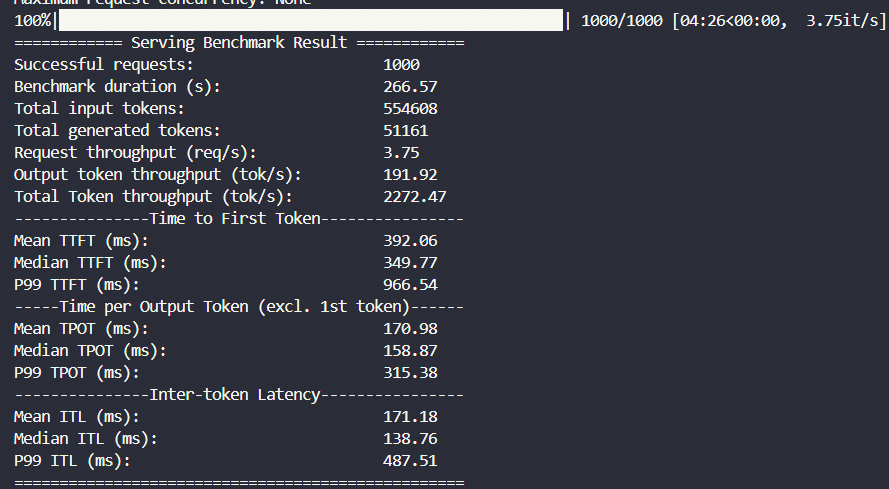 Maximum request concurrency: None
100%| | 1000/1000 [04:26<00:00,  3.75it/s]
============ Serving Benchmark Result ============
Successful requests:                     1000
Benchmark duration (s):                  266.57
Total input tokens:                      554608
Total generated tokens:                  51161
Request throughput (req/s):              3.75
Output token throughput (tok/s):         191.92
Total Token throughput (tok/s):          2272.47
---------------Time to First Token----------------
Mean TTFT (ms):                          392.06
Median TTFT (ms):                        349.77
P99 TTFT (ms):                           966.54
-----Time per Output Token (excl. 1st token)------
Mean TPOT (ms):                          170.98
Median TPOT (ms):                        158.87
P99 TPOT (ms):                           315.38
---------------Inter-token Latency----------------
Mean ITL (ms):                           171.18
Median ITL (ms):                         138.76
P99 ITL (ms):                            487.51
==================================================